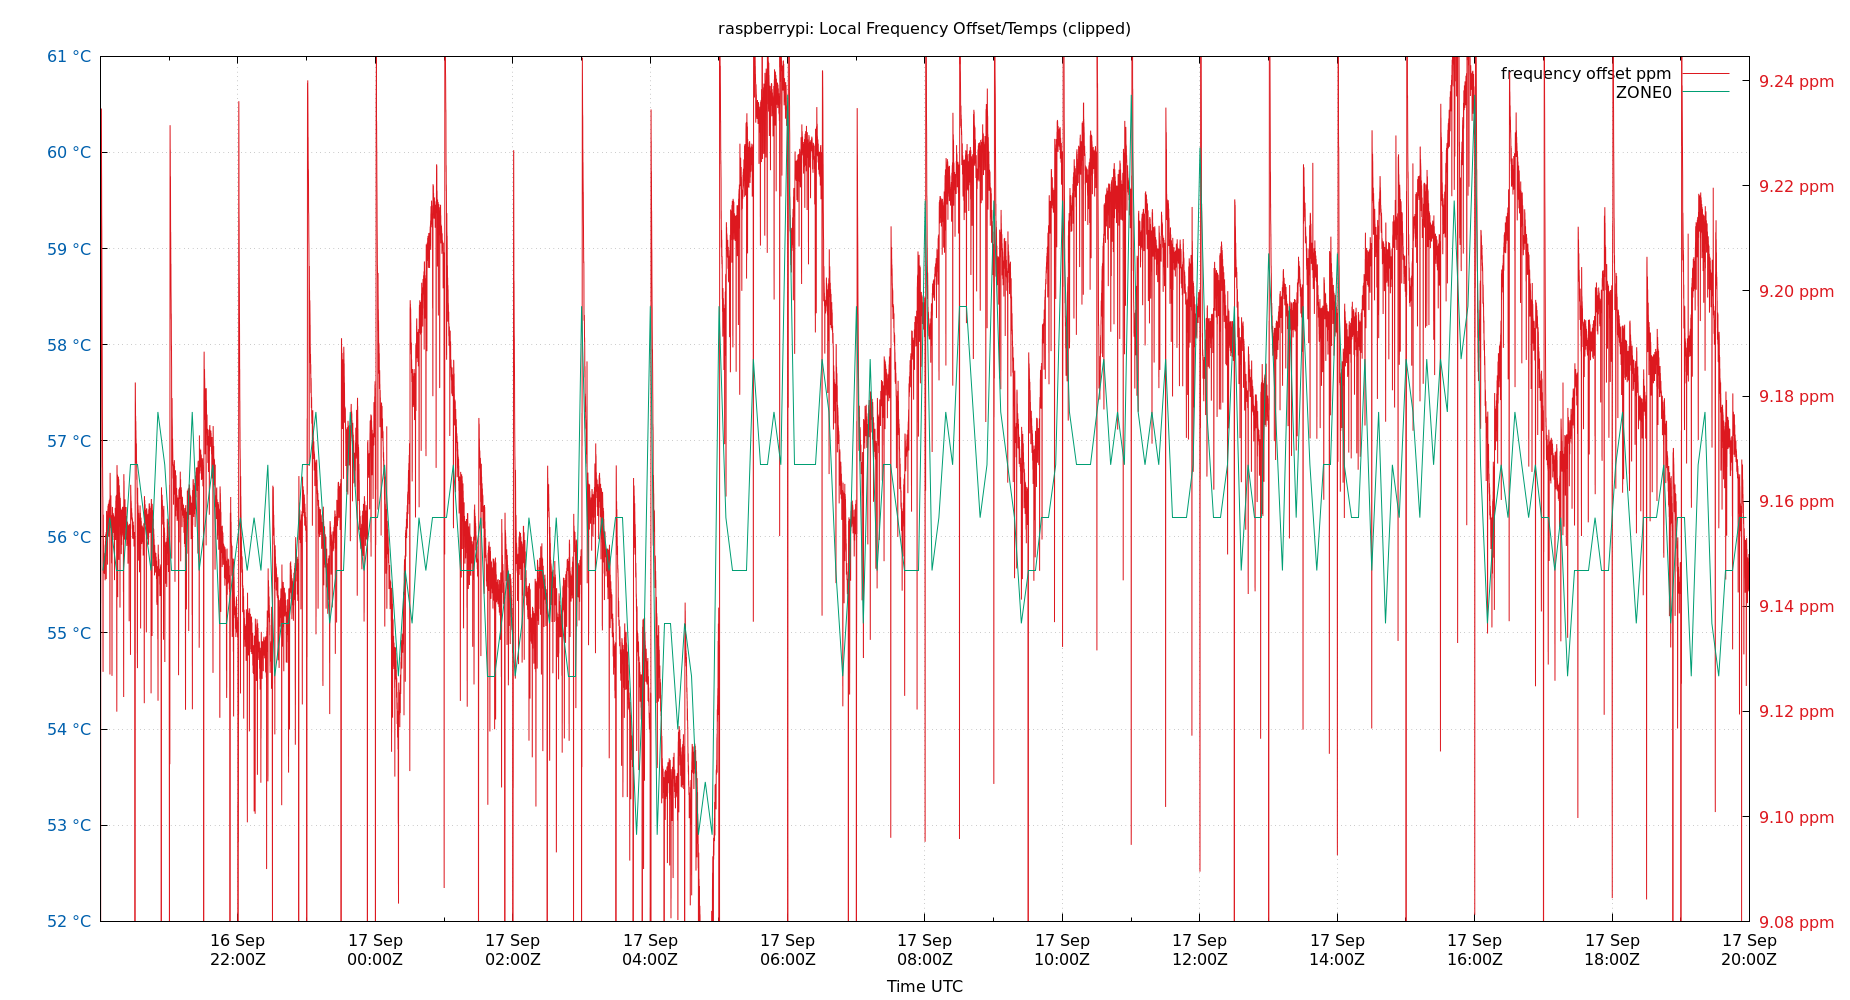 raspberrypi: Local Frequency Offset/Temps (clipped)
61 °C
60 °C
59 °C
58 °C
57 °C
56 °C
55 °C
54 °C
53 °C
52 °C
frequency offset ppm
ZONE0
9.24 ppm
9.22 ppm
9.20 ppm
9.18 ppm
9.16 ppm
9.14 ppm
9.12 ppm
9.10 ppm
9.08 ppm
16 Sep 17 Sep 17 Sep 17 Sep 17 Sep 17 Sep 17 Sep 17 Sep 17 Sep 17 Sep 17 Sep 17 Sep
22:00Z 00:00Z 02:00Z 04:00Z 06:00Z 08:00Z 10:00Z 12:00Z 14:00Z 16:00Z 18:00Z 20:00Z
Time UTC